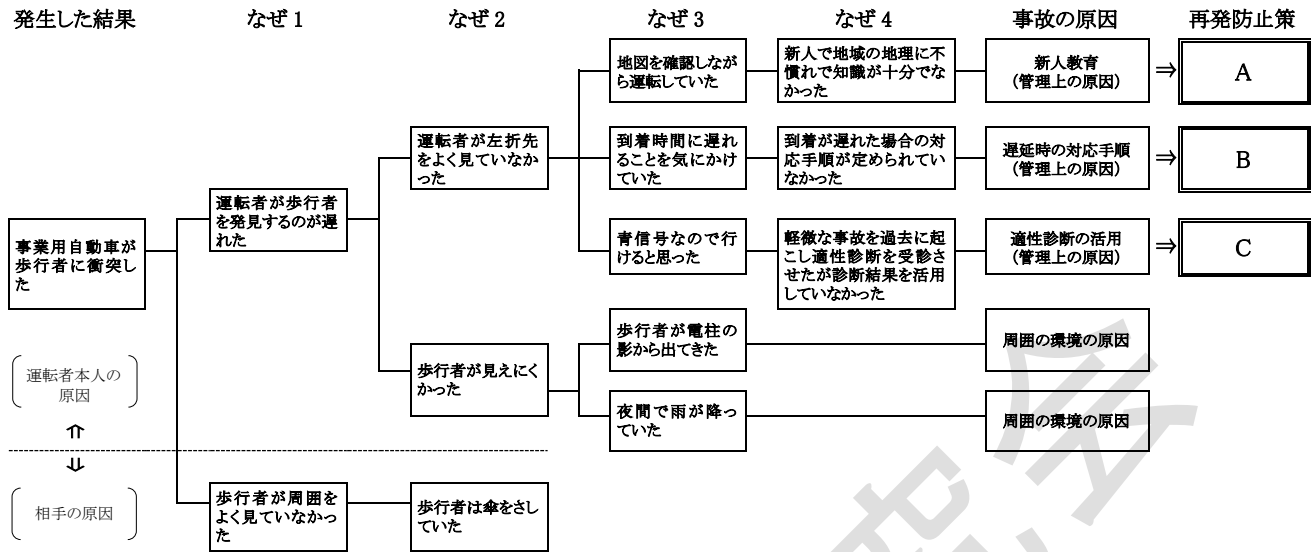 発生した結果
なぜ 1
なぜ 2
なぜ 3
なぜ 4
事故の原因
再発防止策
地図を確認しなが
ら運転していた
新人で地域の地理に不
慣れで知識が十分でな
かった
新人教育
(管理上の原因)
⇒
A
運転者が左折先
をよく見ていなか
った
到着時間に遅れ
ることを気にかけ
ていた
到着が遅れた場合の対
応手順が定められてい
なかった
遅延時の対応手順
(管理上の原因)
⇒
B
運転者が歩行者
を発見するのが遅
れた
事業用自動車が
歩行者に衝突し
た
青信号なので行
けると思った
軽微な事故を過去に起
こし適性診断を受診さ
せたが診断結果を活用
していなかった
適性診断の活用
(管理上の原因)
⇒
C
歩行者が見えにく
かった
歩行者が電柱の
影から出てきた
周囲の環境の原因
夜間で雨が降っ
ていた
周囲の環境の原因
運転者本人の
原因
⇑
⇓
相手の原因
歩行者が周囲を
よく見ていなかっ
た
歩行者は傘をさし
ていた
会